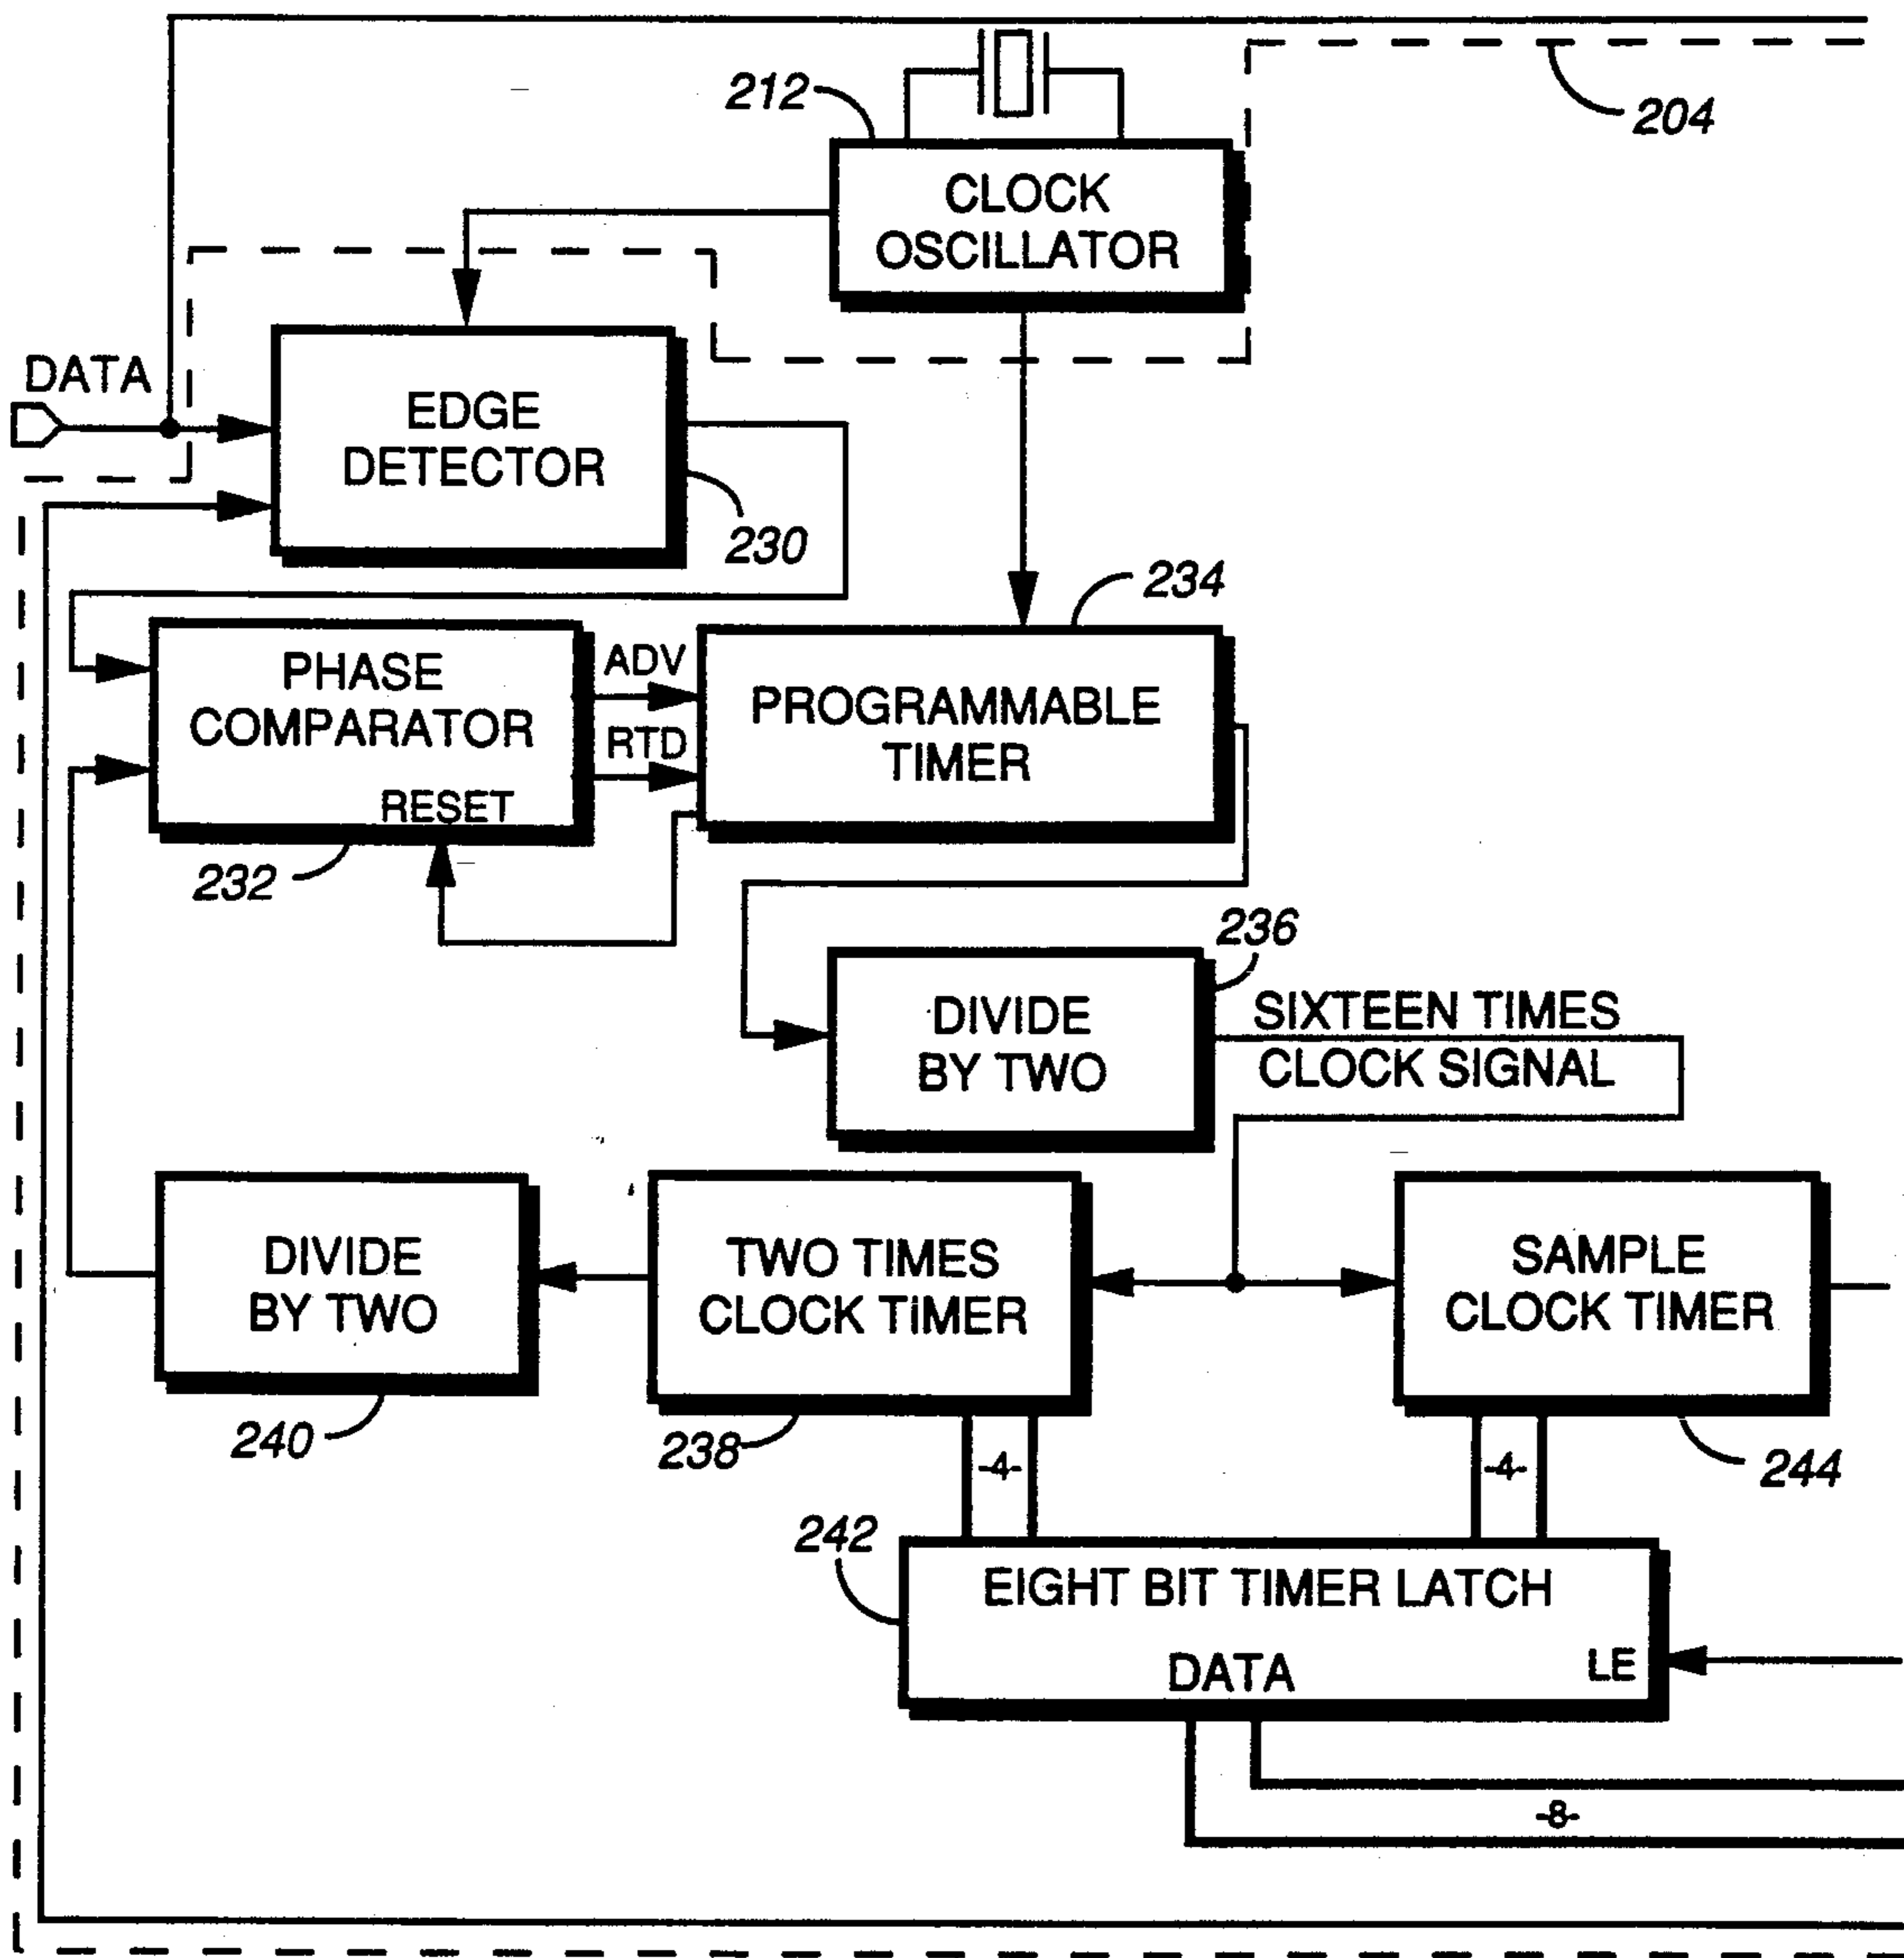 212
204
CLOCK
OSCILLATOR
DATA
EDGE
DETECTOR
230
234
PHASE
COMPARATOR
RESET
ADV
RTD
PROGRAMMABLE
TIMER
232
236
DIVIDE
BY TWO
SIXTEEN TIMES
CLOCK SIGNAL
DIVIDE
BY TWO
TWO TIMES
CLOCK TIMER
SAMPLE
CLOCK TIMER
240
238
-4-
-4-
244
242
EIGHT BIT TIMER LATCH
DATA
LE
-8-